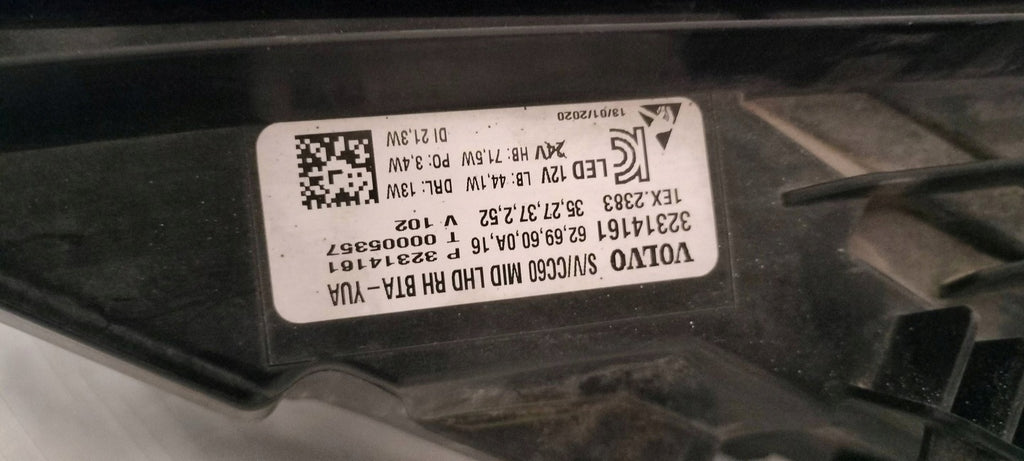 VOLVO S/V/CC60 MID LHD RH BTA-YUA
32314161 62,69,60,0A,16 P 32314161
T 00005357
1EX.2383 35,27,37,2,52 V 102
LED 12V LB: 44,1W DRL: 13W
24V HB: 71,5W PO: 3,4W
DI 21,3W
13/01/2020